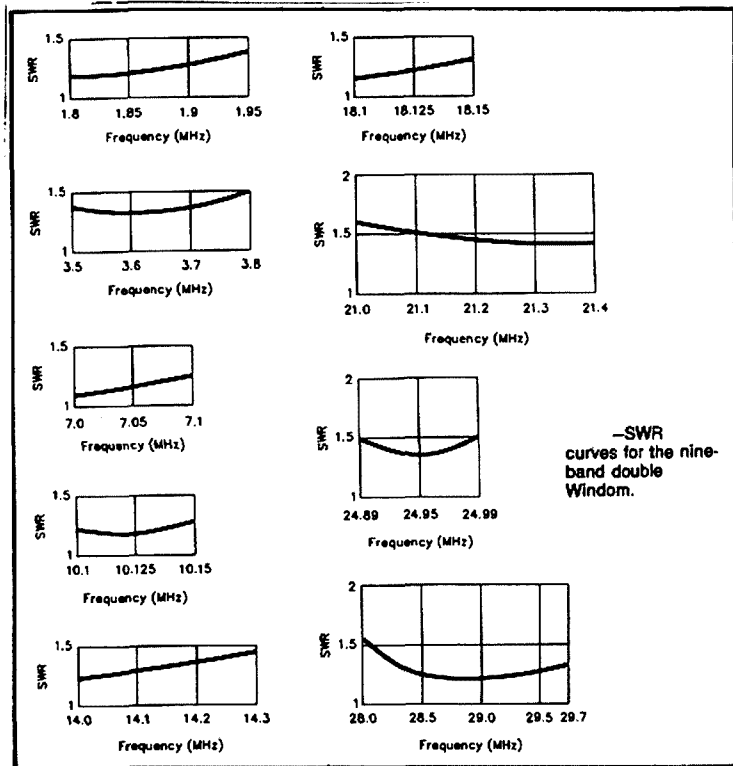 1.5
SWR
1
1.8 1.85 1.9 1.95
Frequency (MHz)
1.5
SWR
1
3.5 3.6 3.7 3.8
Frequency (MHz)
1.5
SWR
1
7.0 7.05 7.1
Frequency (MHz)
1.5
SWR
1
10.1 10.125 10.15
Frequency (MHz)
1.5
SWR
1
14.0 14.1 14.2 14.3
Frequency (MHz)
1.5
SWR
1
18.1 18.125 18.15
Frequency (MHz)
2
SWR
1.5
1
21.0 21.1 21.2 21.3 21.4
Frequency (MHz)
2
SWR
1.5
1
24.89 24.95 24.99
Frequency (MHz)
–SWR
curves for the nine-
band double
Windom.
2
SWR
1.5
1
28.0 28.5 29.0 29.5 29.7
Frequency (MHz)